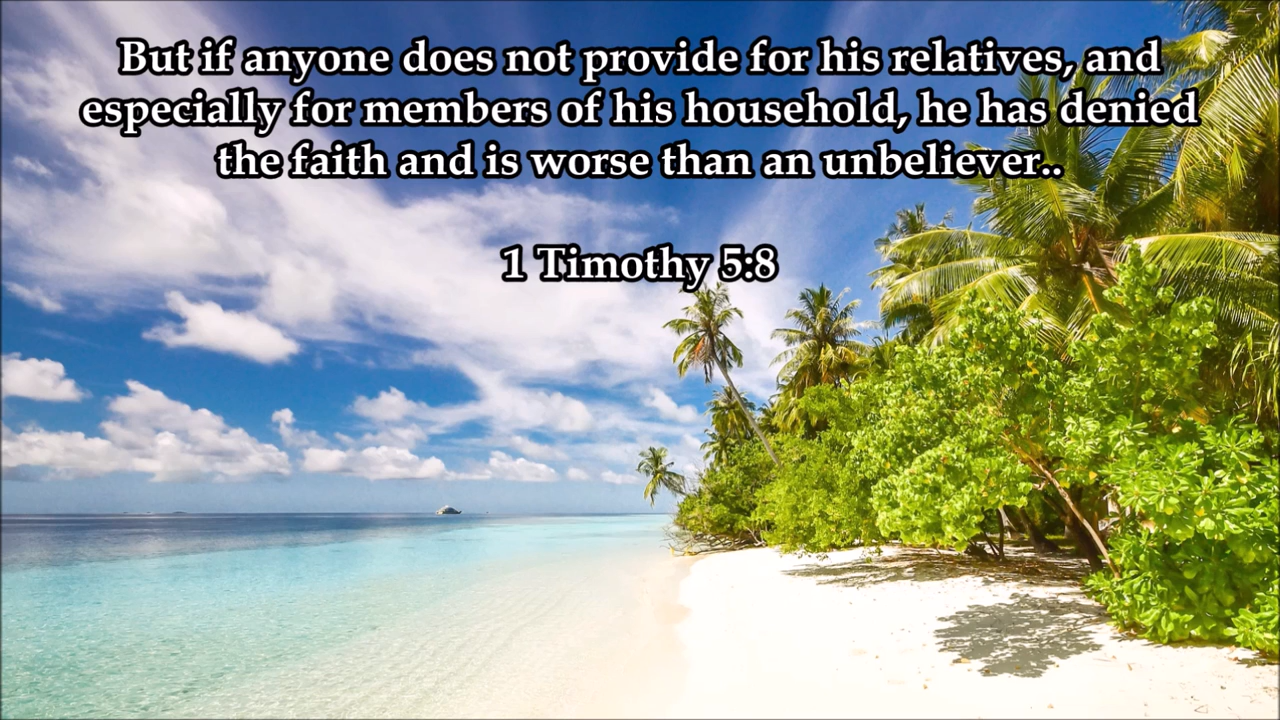 But if anyone does not provide for his relatives, and
especially for members of his household, he has denied
the faith and is worse than an unbeliever..
1 Timothy 5:8